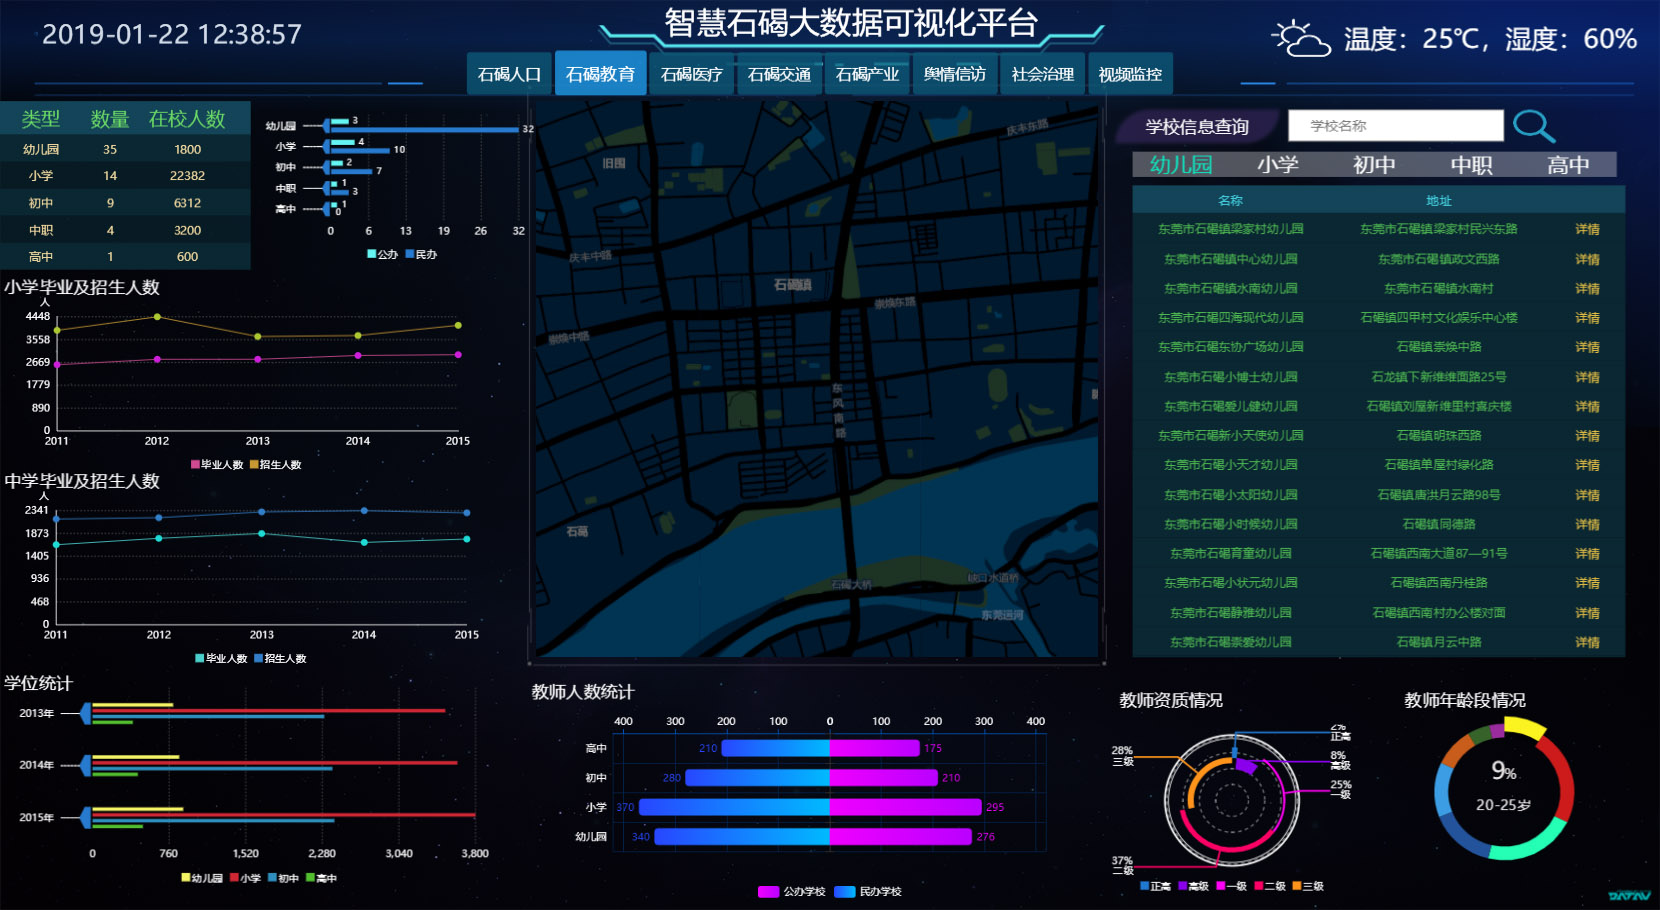 2019-01-22 12:38:57
智慧石碣大数据可视化平台
温度：25℃，湿度：60%
石碣人口 石碣教育 石碣医疗 石碣交通 石碣产业 舆情信访 社会治理 视频监控
类型 数量 在校人数
幼儿园 35 1800
小学 14 22382
初中 9 6312
中职 4 3200
高中 1 600
幼儿园 3 32
小学 4 10
初中 2 7
中职 1 3
高中 1 0
0 6 13 19 26 32
公办 民办
小学毕业及招生人数
人
4448
3558
2669
1779
890
0
2011 2012 2013 2014 2015
毕业人数 招生人数
中学毕业及招生人数
人
2341
1873
1405
936
468
0
2011 2012 2013 2014 2015
毕业人数 招生人数
学位统计
2013年
2014年
2015年
0 760 1,520 2,280 3,040 3,800
幼儿园 小学 初中 高中
庆丰东路
旧围
庆丰中路
石碣镇
崇焕东路
崇焕中路
东风南路
石葛
石碣大桥
峡口水道桥
东莞运河
教师人数统计
400 300 200 100 0 100 200 300 400
高中 210 175
初中 280 210
小学 370 295
幼儿园 340 276
公办学校 民办学校
学校信息查询 学校名称
幼儿园 小学 初中 中职 高中
名称 地址
东莞市石碣镇梁家村幼儿园 东莞市石碣镇梁家村民兴东路 详情
东莞市石碣镇中心幼儿园 东莞市石碣镇政文西路 详情
东莞市石碣镇水南幼儿园 东莞市石碣镇水南村 详情
东莞市石碣四海现代幼儿园 石碣镇四甲村文化娱乐中心楼 详情
东莞市石碣东协广场幼儿园 石碣镇崇焕中路 详情
东莞市石碣小博士幼儿园 石龙镇下新维维面路25号 详情
东莞市石碣爱儿健幼儿园 石碣镇刘屋新维里村喜庆楼 详情
东莞市石碣新小天使幼儿园 石碣镇明珠西路 详情
东莞市石碣小天才幼儿园 石碣镇单屋村绿化路 详情
东莞市石碣小太阳幼儿园 石碣镇唐洪月云路98号 详情
东莞市石碣小时候幼儿园 石碣镇同德路 详情
东莞市石碣育童幼儿园 石碣镇西南大道87—91号 详情
东莞市石碣小状元幼儿园 石碣镇西南丹桂路 详情
东莞市石碣静雅幼儿园 石碣镇西南村办公楼对面 详情
东莞市石碣崇爱幼儿园 石碣镇月云中路 详情
教师资质情况
2%
正高
8%
高级
25%
一级
28%
三级
37%
二级
正高 高级 一级 二级 三级
教师年龄段情况
9%
20-25岁
DATAV